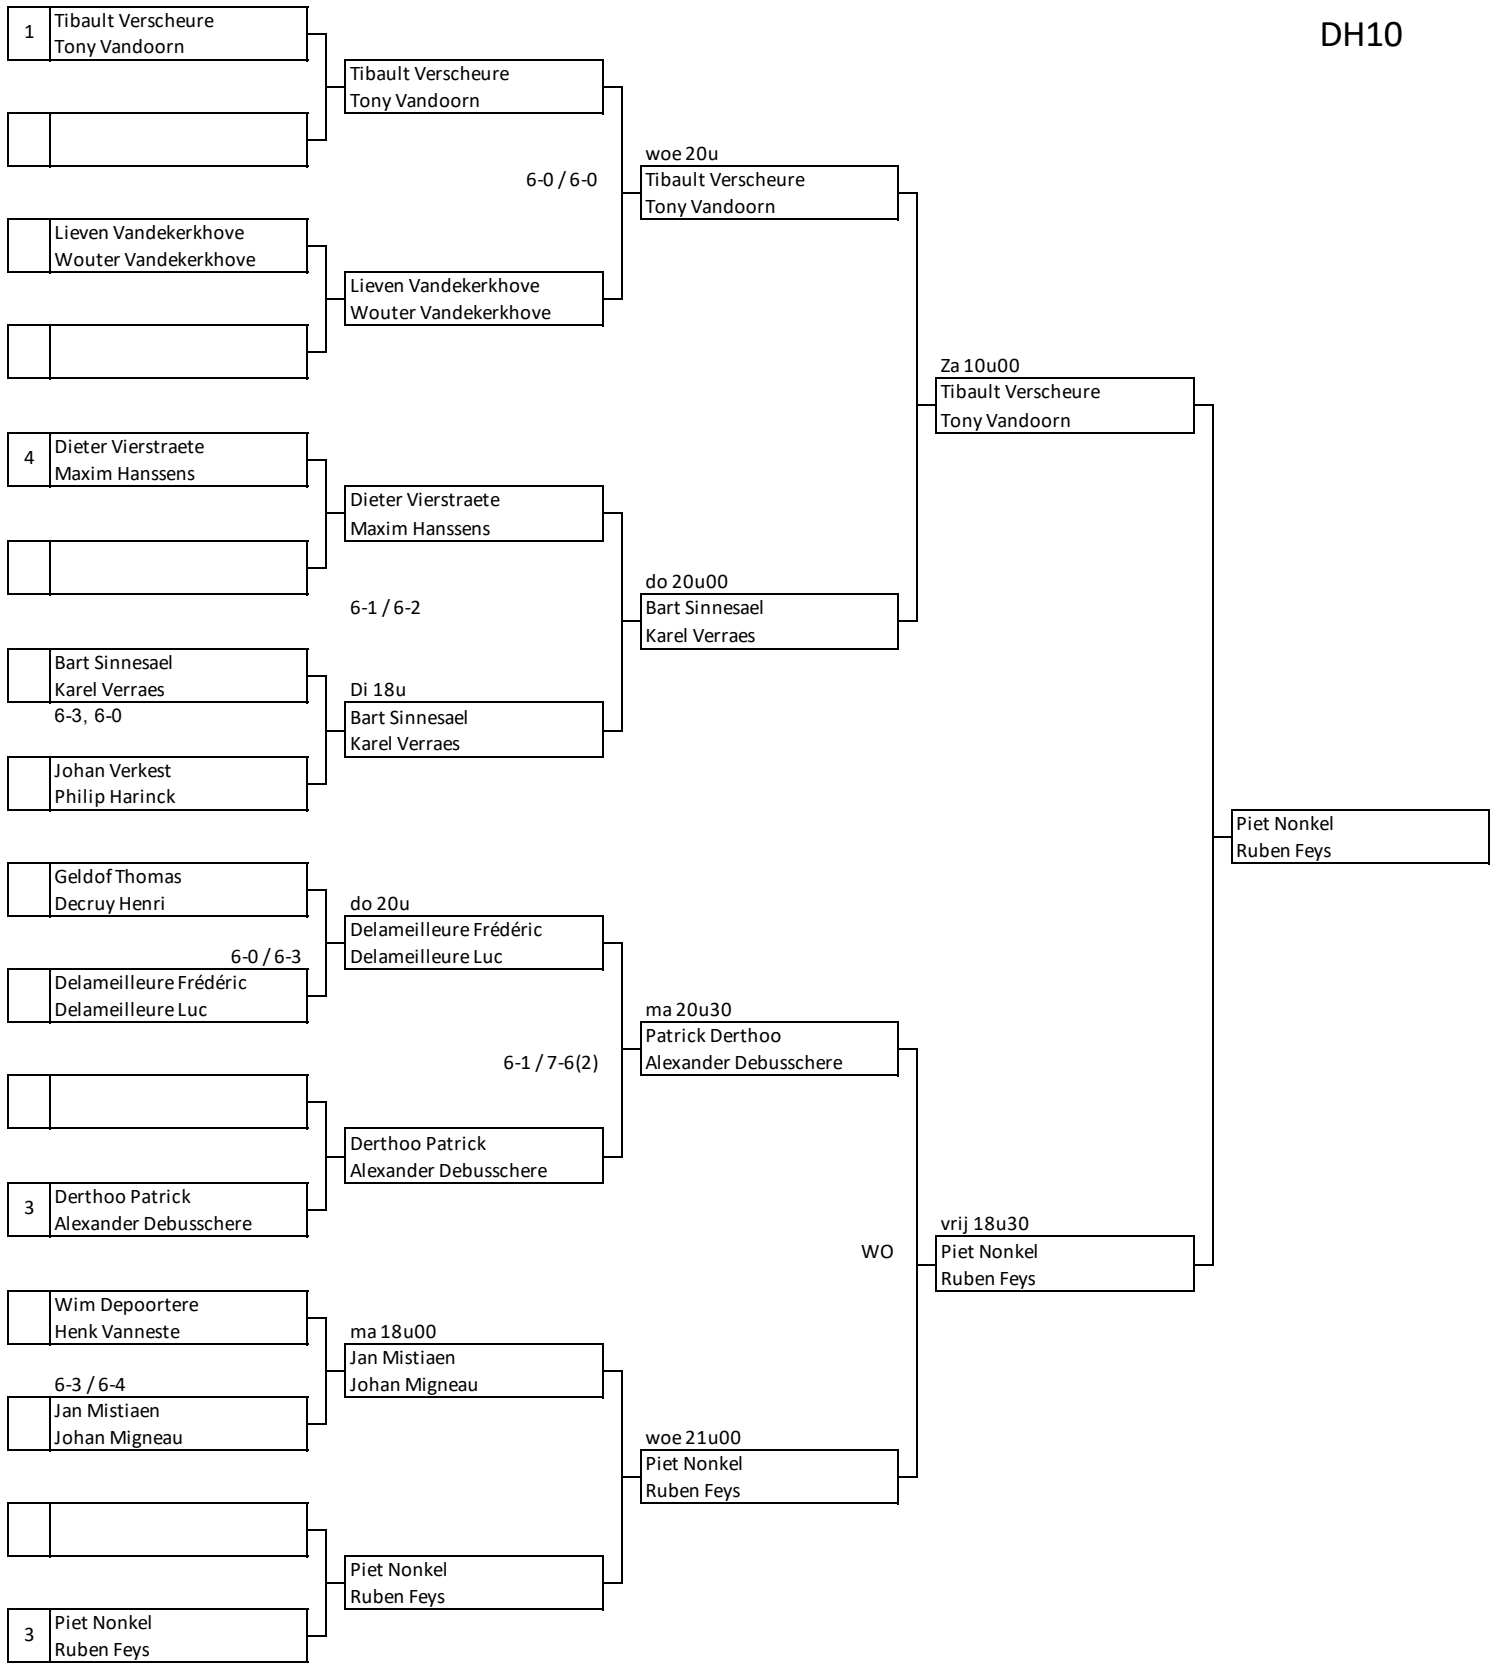 DH10
1
Tibault Verscheure
Tony Vandoorn
Tibault Verscheure
Tony Vandoorn
woe 20u
6-0 / 6-0
Tibault Verscheure
Tony Vandoorn
Lieven Vandekerkhove
Wouter Vandekerkhove
Lieven Vandekerkhove
Wouter Vandekerkhove
Za 10u00
Tibault Verscheure
Tony Vandoorn
4
Dieter Vierstraete
Maxim Hanssens
Dieter Vierstraete
Maxim Hanssens
do 20u00
6-1 / 6-2
Bart Sinnesael
Karel Verraes
Bart Sinnesael
Karel Verraes
6-3, 6-0
Di 18u
Bart Sinnesael
Karel Verraes
Johan Verkest
Philip Harinck
Piet Nonkel
Ruben Feys
Geldof Thomas
Decruy Henri
do 20u
Delameilleure Frédéric
Delameilleure Luc
6-0 / 6-3
Delameilleure Frédéric
Delameilleure Luc
ma 20u30
Patrick Derthoo
Alexander Debusschere
6-1 / 7-6(2)
Derthoo Patrick
Alexander Debusschere
3
Derthoo Patrick
Alexander Debusschere
vrij 18u30
WO
Piet Nonkel
Ruben Feys
Wim Depoortere
Henk Vanneste
ma 18u00
Jan Mistiaen
Johan Migneau
6-3 / 6-4
Jan Mistiaen
Johan Migneau
woe 21u00
Piet Nonkel
Ruben Feys
Piet Nonkel
Ruben Feys
3
Piet Nonkel
Ruben Feys